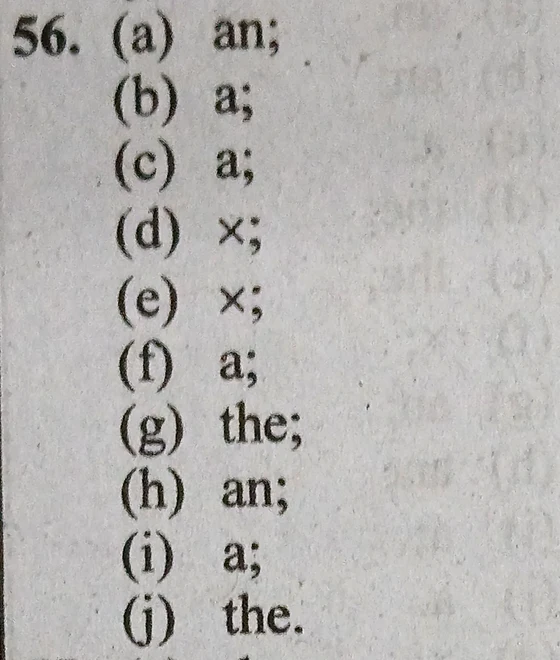 56. (a) an;
(b) a;
(c) a;
(d) ×;
(e) ×;
(f) a;
(g) the;
(h) an;
(i) a;
(j) the.